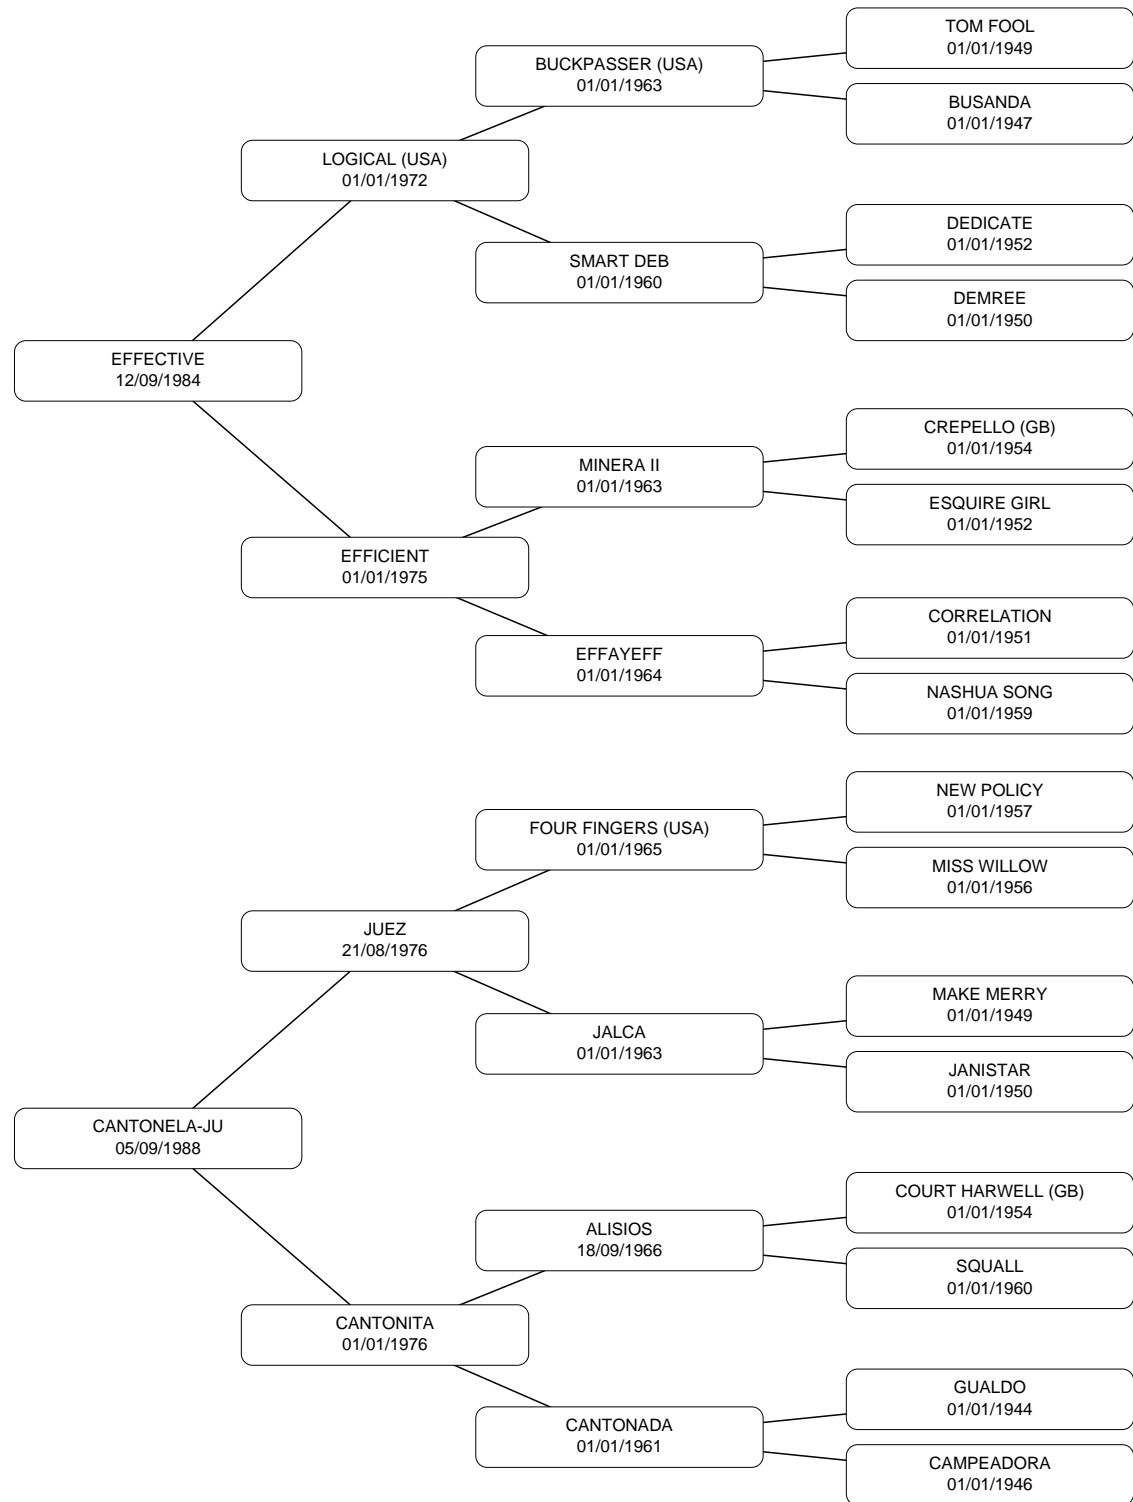 TOM FOOL
01/01/1949
BUCKPASSER (USA)
01/01/1963
BUSANDA
01/01/1947
LOGICAL (USA)
01/01/1972
DEDICATE
01/01/1952
SMART DEB
01/01/1960
DEMREE
01/01/1950
EFFECTIVE
12/09/1984
CREPELLO (GB)
01/01/1954
MINERA II
01/01/1963
ESQUIRE GIRL
01/01/1952
EFFICIENT
01/01/1975
CORRELATION
01/01/1951
EFFAYEFF
01/01/1964
NASHUA SONG
01/01/1959
NEW POLICY
01/01/1957
FOUR FINGERS (USA)
01/01/1965
MISS WILLOW
01/01/1956
JUEZ
21/08/1976
MAKE MERRY
01/01/1949
JALCA
01/01/1963
JANISTAR
01/01/1950
CANTONELA-JU
05/09/1988
COURT HARWELL (GB)
01/01/1954
ALISIOS
18/09/1966
SQUALL
01/01/1960
CANTONITA
01/01/1976
GUALDO
01/01/1944
CANTONADA
01/01/1961
CAMPEADORA
01/01/1946